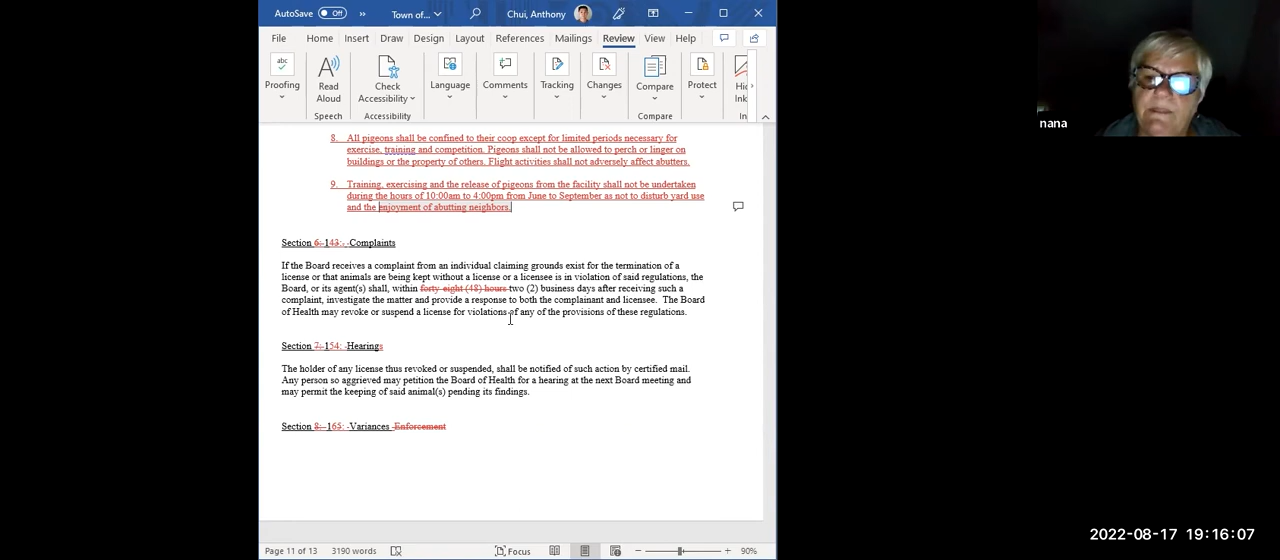 AutoSave Off Town of... Chui, Anthony
File Home Insert Draw Design Layout References Mailings Review View Help
abc
Proofing
Read Aloud
Check Accessibility
Language
Comments
Tracking
Changes
Compare
Protect
Hid Ink
Speech Accessibility Compare In
8. All pigeons shall be confined to their coop except for limited periods necessary for
exercise, training and competition. Pigeons shall not be allowed to perch or linger on
buildings or the property of others. Flight activities shall not adversely affect abutters.
9. Training, exercising and the release of pigeons from the facility shall not be undertaken
during the hours of 10:00am to 4:00pm from June to September as not to disturb yard use
and the enjoyment of abutting neighbors.
Section 6: 143: Complaints
If the Board receives a complaint from an individual claiming grounds exist for the termination of a
license or that animals are being kept without a license or a licensee is in violation of said regulations, the
Board, or its agent(s) shall, within forty-eight (48) hours two (2) business days after receiving such a
complaint, investigate the matter and provide a response to both the complainant and licensee. The Board
of Health may revoke or suspend a license for violations of any of the provisions of these regulations.
Section 7: 154: Hearings
The holder of any license thus revoked or suspended, shall be notified of such action by certified mail.
Any person so aggrieved may petition the Board of Health for a hearing at the next Board meeting and
may permit the keeping of said animal(s) pending its findings.
Section 8: 165: Variances Enforcement
Page 11 of 13 3190 words Focus 90%
nana
2022-08-17 19:16:07